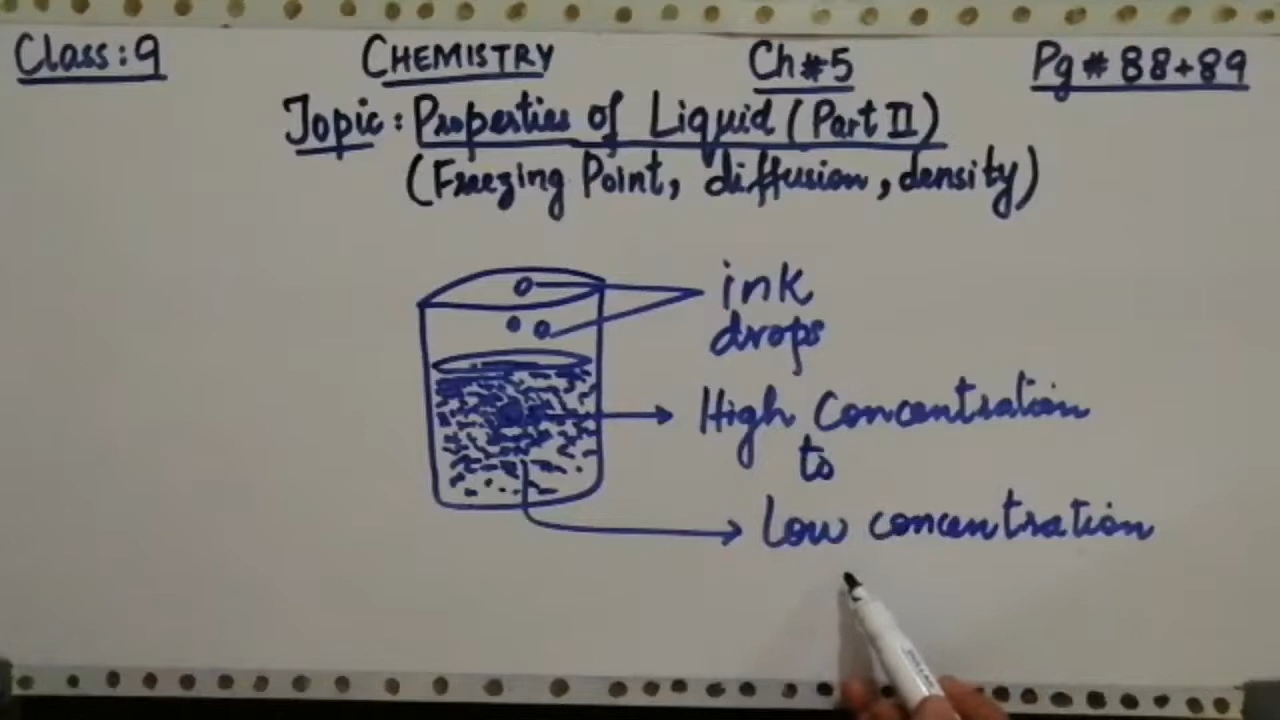 Class: 9
CHEMISTRY
Ch # 5
Pg # 88+89
Topic: Properties of Liquid (Part II)
(Freezing Point, diffusion, density)
ink
drops
High Concentration
to
Low concentration